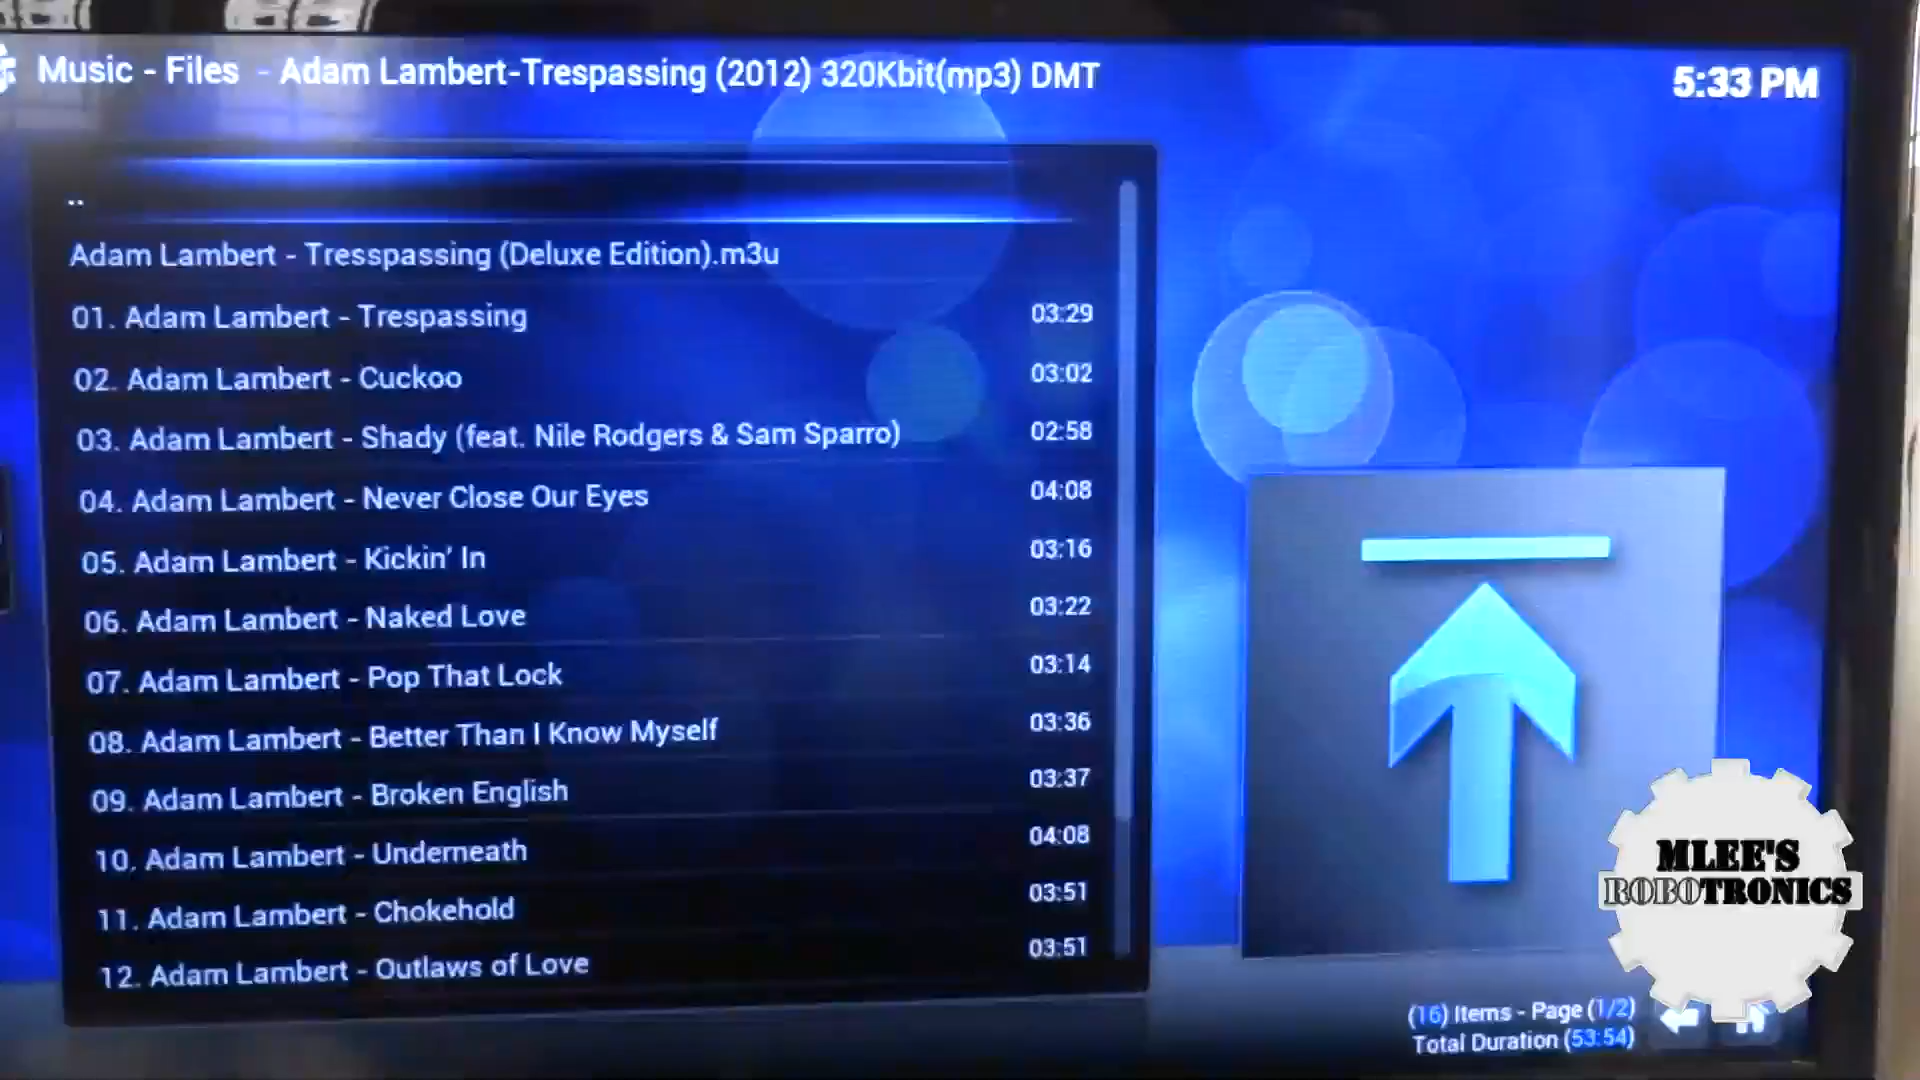 Music - Files - Adam Lambert-Trespassing (2012) 320Kbit(mp3) DMT
5:33 PM
..
Adam Lambert - Tresspassing (Deluxe Edition).m3u
01. Adam Lambert - Trespassing 03:29
02. Adam Lambert - Cuckoo 03:02
03. Adam Lambert - Shady (feat. Nile Rodgers & Sam Sparro) 02:58
04. Adam Lambert - Never Close Our Eyes 04:08
05. Adam Lambert - Kickin' In 03:16
06. Adam Lambert - Naked Love 03:22
07. Adam Lambert - Pop That Lock 03:14
08. Adam Lambert - Better Than I Know Myself 03:36
09. Adam Lambert - Broken English 03:37
10. Adam Lambert - Underneath 04:08
11. Adam Lambert - Chokehold 03:51
12. Adam Lambert - Outlaws of Love 03:51
MLEE'S
ROBOTRONICS
(16) Items - Page (1/2)
Total Duration (53:54)